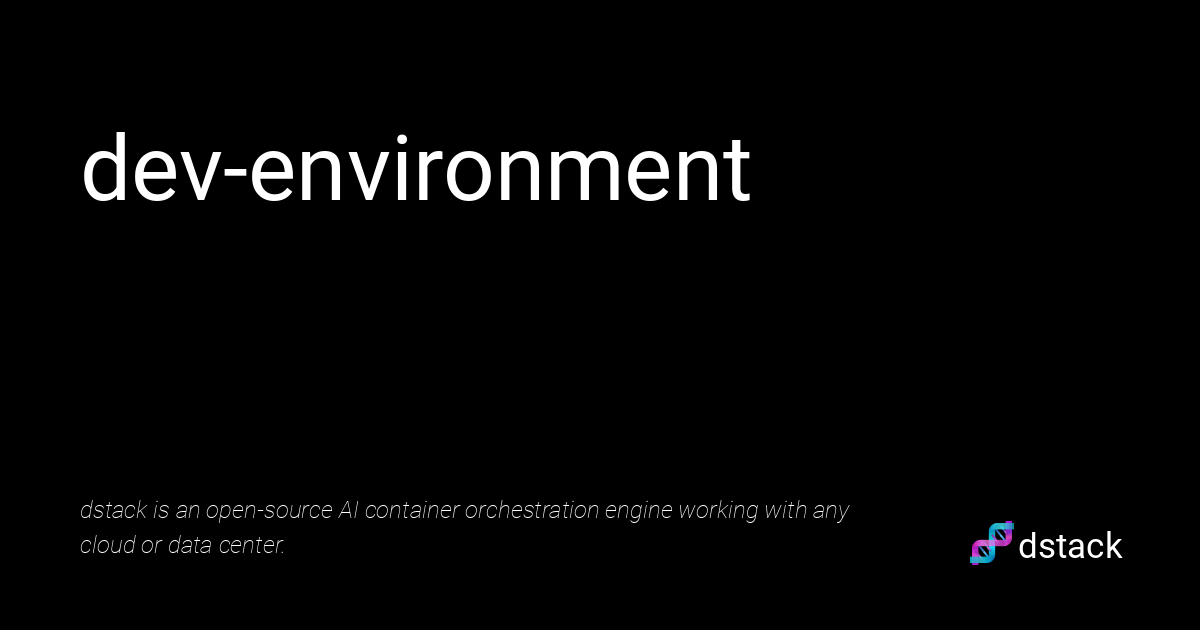 dev-environment
dstack is an open-source AI container orchestration engine working with any
cloud or data center.
dstack